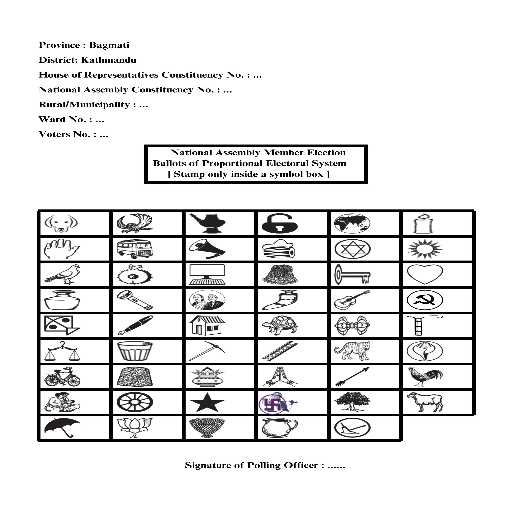 Province : Bagmati
District: Kathmandu
House of Representatives Constituency No. : ...
National Assembly Constituency No. : ...
Rural/Municipality : ...
Ward No. : ...
Voters No. : ...
National Assembly Member Election
Ballots of Proportional Electoral System
[ Stamp only inside a symbol box ]
Signature of Polling Officer : ......